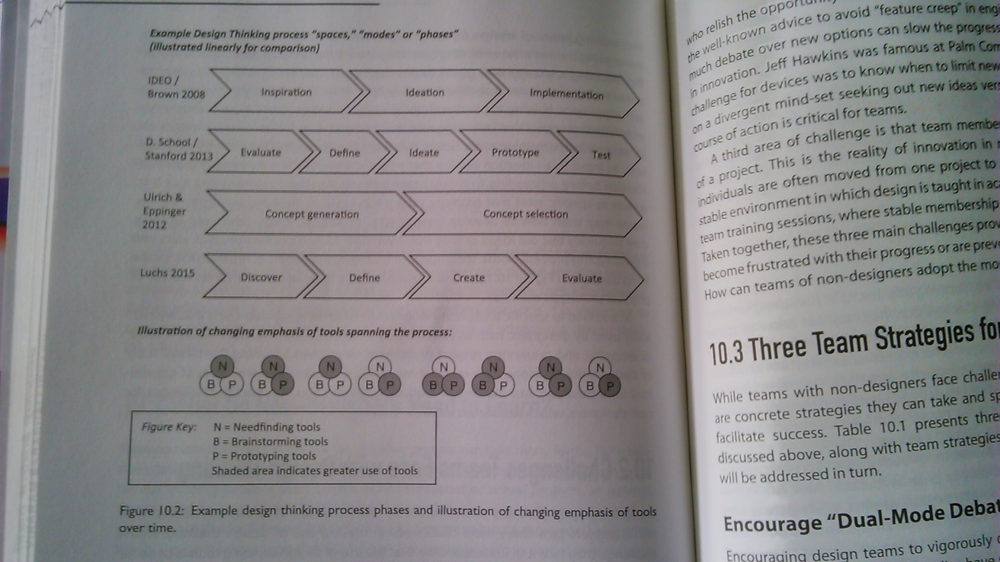 Example Design Thinking process "spaces," "modes" or "phases"
(illustrated linearly for comparison)
IDEO /
Brown 2008
Inspiration
Ideation
Implementation
D. School /
Stanford 2013
Evaluate
Define
Ideate
Prototype
Test
Ulrich &
Eppinger
2012
Concept generation
Concept selection
Luchs 2015
Discover
Define
Create
Evaluate
Illustration of changing emphasis of tools spanning the process:
N N N N N N N N
B P B P B P B P B P B P B P B P
Figure Key: N = Needfinding tools
B = Brainstorming tools
P = Prototyping tools
Shaded area indicates greater use of tools
Figure 10.2: Example design thinking process phases and illustration of changing emphasis of tools
over time.
who relish the
the well-known advice to avoid "feature creep" in
much debate over new options can slow the progress
in innovation. Jeff Hawkins was famous at Palm
challenge for devices was to know when to limit new
on a divergent mind-set seeking out new ideas
course of action is critical for teams.
A third area of challenge is that team
of a project. This is the reality of innovation in
individuals are often moved from one project to
stable environment in which design is taught in
team training sessions, where stable membership
Taken together, these three main challenges
become frustrated with their progress or are
How can teams of non-designers adopt the
10.3 Three Team Strategies
While teams with non-designers face
are concrete strategies they can take and
facilitate success. Table 10.1 presents
discussed above, along with team strategies
will be addressed in turn.
Encourage "Dual-Mode
Encouraging design teams to vigorously